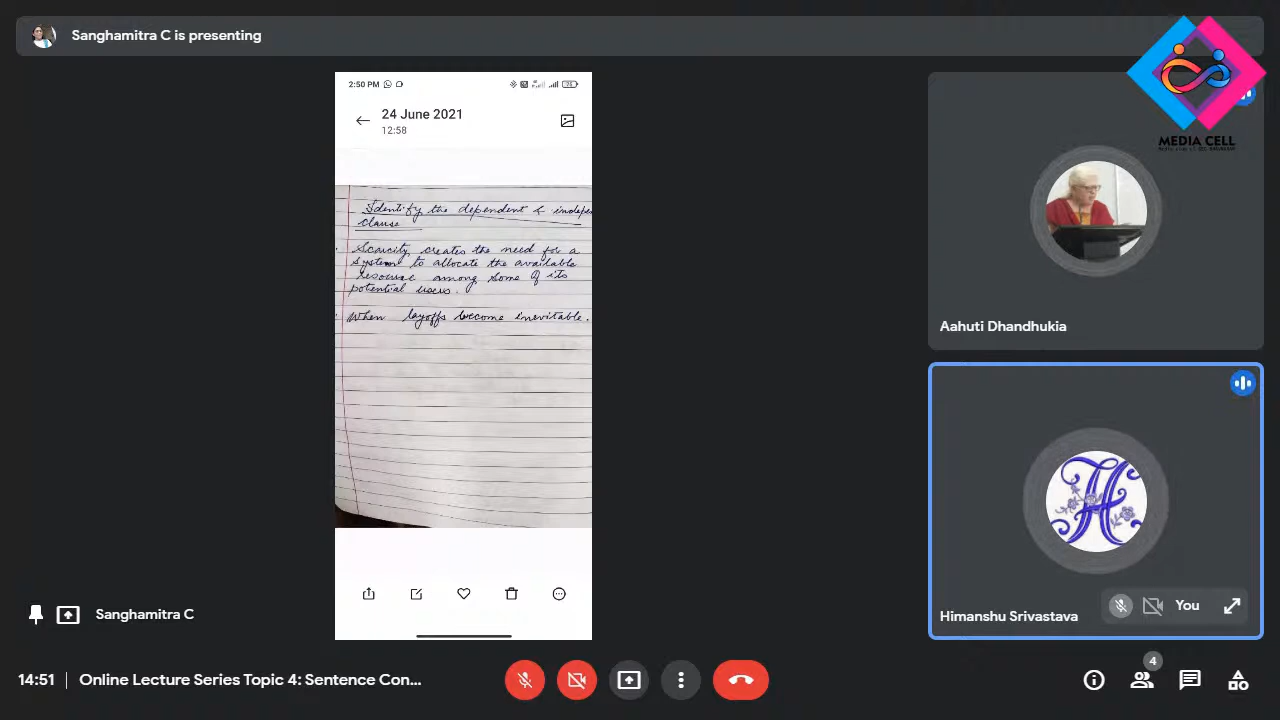 Sanghamitra C is presenting
MEDIA CELL
2:50 PM
24 June 2021
12:58
Identify the dependent & indepe
clause
Scarcity creates the need for a
system to allocate the available
resource among some of its
potential users.
When layoffs become inevitable.
Aahuti Dhandhukia
Himanshu Srivastava
You
Sanghamitra C
14:51
Online Lecture Series Topic 4: Sentence Con...
4